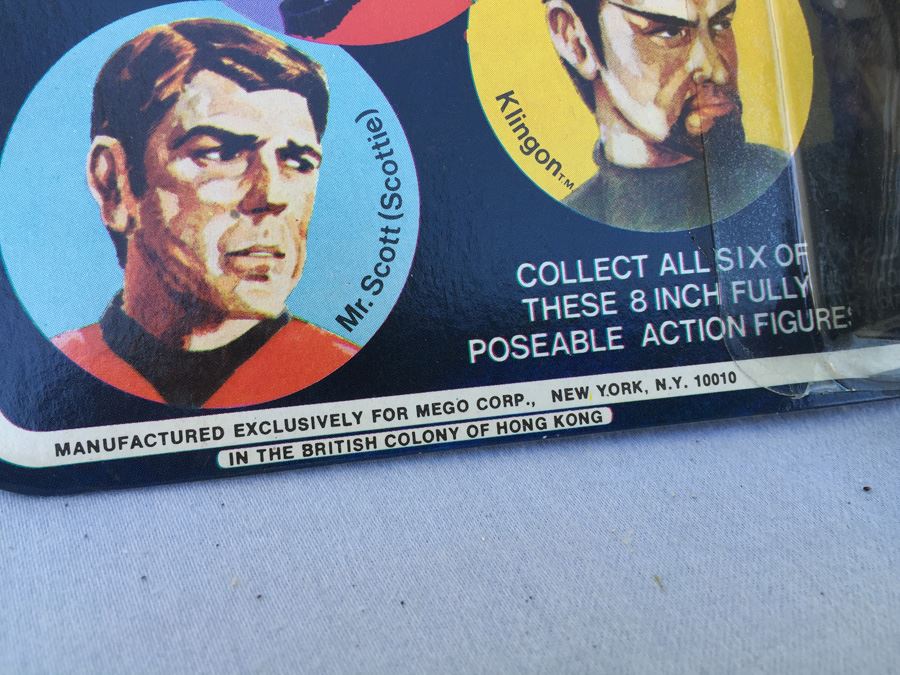 Mr. Scott (Scottie)
Klingon T.M.
COLLECT ALL SIX OF
THESE 8 INCH FULLY
POSEABLE ACTION FIGURES
MANUFACTURED EXCLUSIVELY FOR MEGO CORP., NEW YORK, N.Y. 10010
IN THE BRITISH COLONY OF HONG KONG